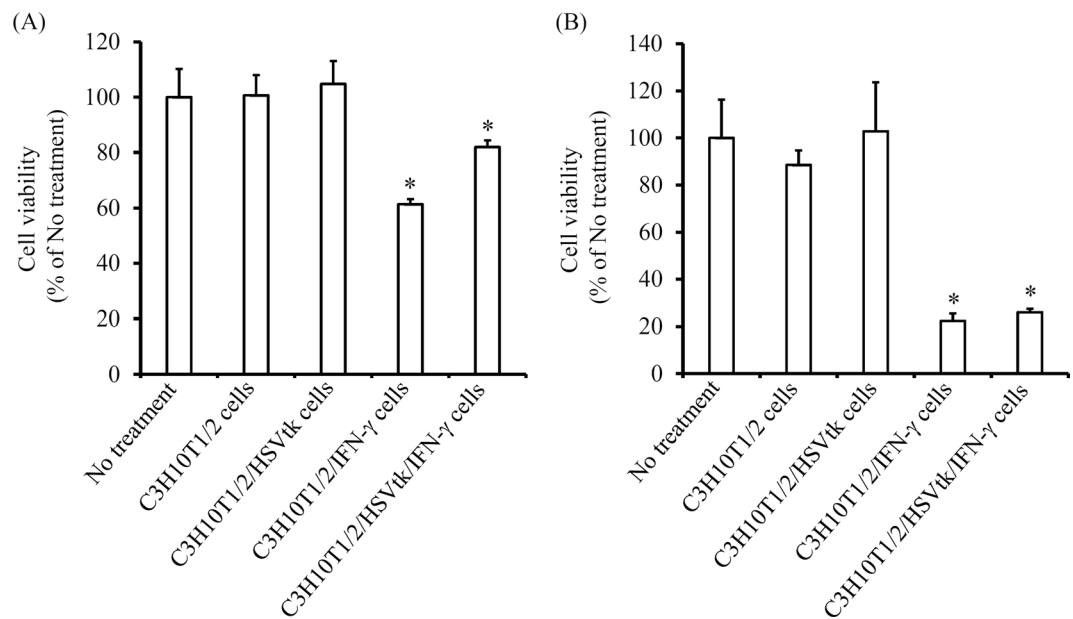 (A)
Cell viability
(% of No treatment)
120
100
80
60
40
20
0
*
*
No treatment
C3H10T1/2 cells
C3H10T1/2/HSVtk cells
C3H10T1/2/IFN-γ cells
C3H10T1/2/HSVtk/IFN-γ cells
(B)
Cell viability
(% of No treatment)
140
120
100
80
60
40
20
0
*
*
No treatment
C3H10T1/2 cells
C3H10T1/2/HSVtk cells
C3H10T1/2/IFN-γ cells
C3H10T1/2/HSVtk/IFN-γ cells